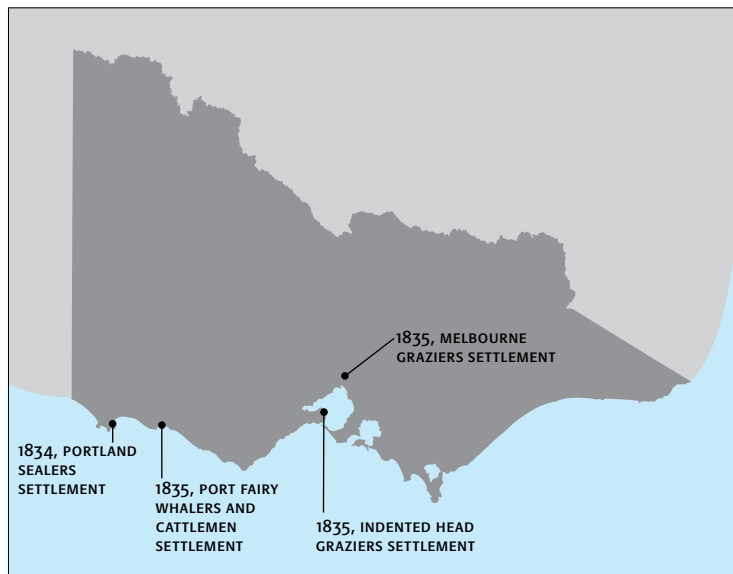 1835, MELBOURNE
GRAZIERS SETTLEMENT
1834, PORTLAND
SEALERS
SETTLEMENT
1835, PORT FAIRY
WHALERS AND
CATTLEMEN
SETTLEMENT
1835, INDENTED HEAD
GRAZIERS SETTLEMENT